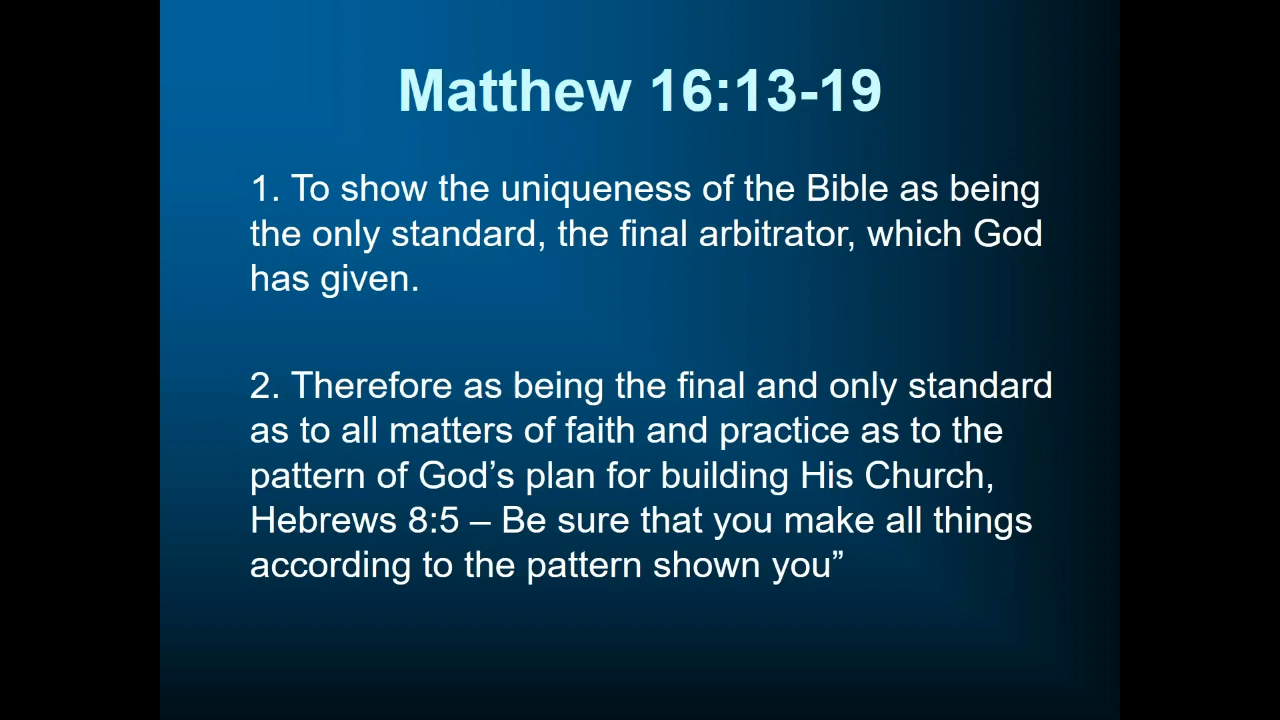 Matthew 16:13-19
1. To show the uniqueness of the Bible as being
the only standard, the final arbitrator, which God
has given.
2. Therefore as being the final and only standard
as to all matters of faith and practice as to the
pattern of God’s plan for building His Church,
Hebrews 8:5 – Be sure that you make all things
according to the pattern shown you”